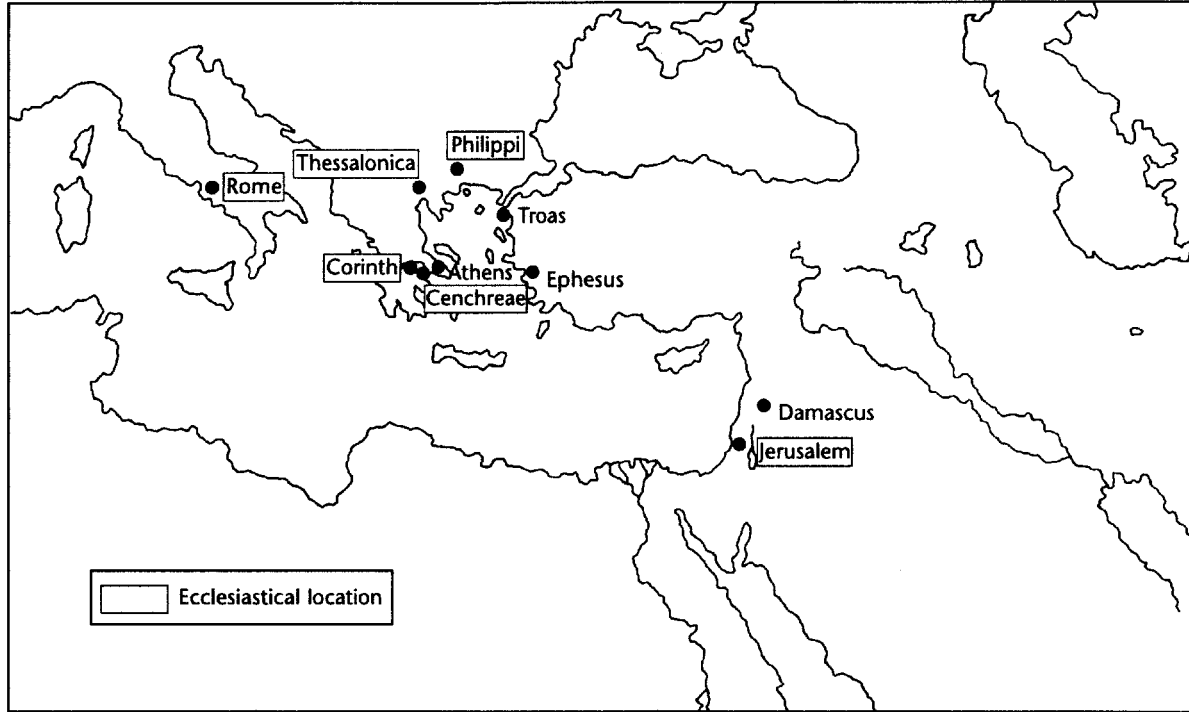 Philippi
Thessalonica
Rome
Troas
Corinth
Athens
Ephesus
Cenchreae
Damascus
Jerusalem
Ecclesiastical location